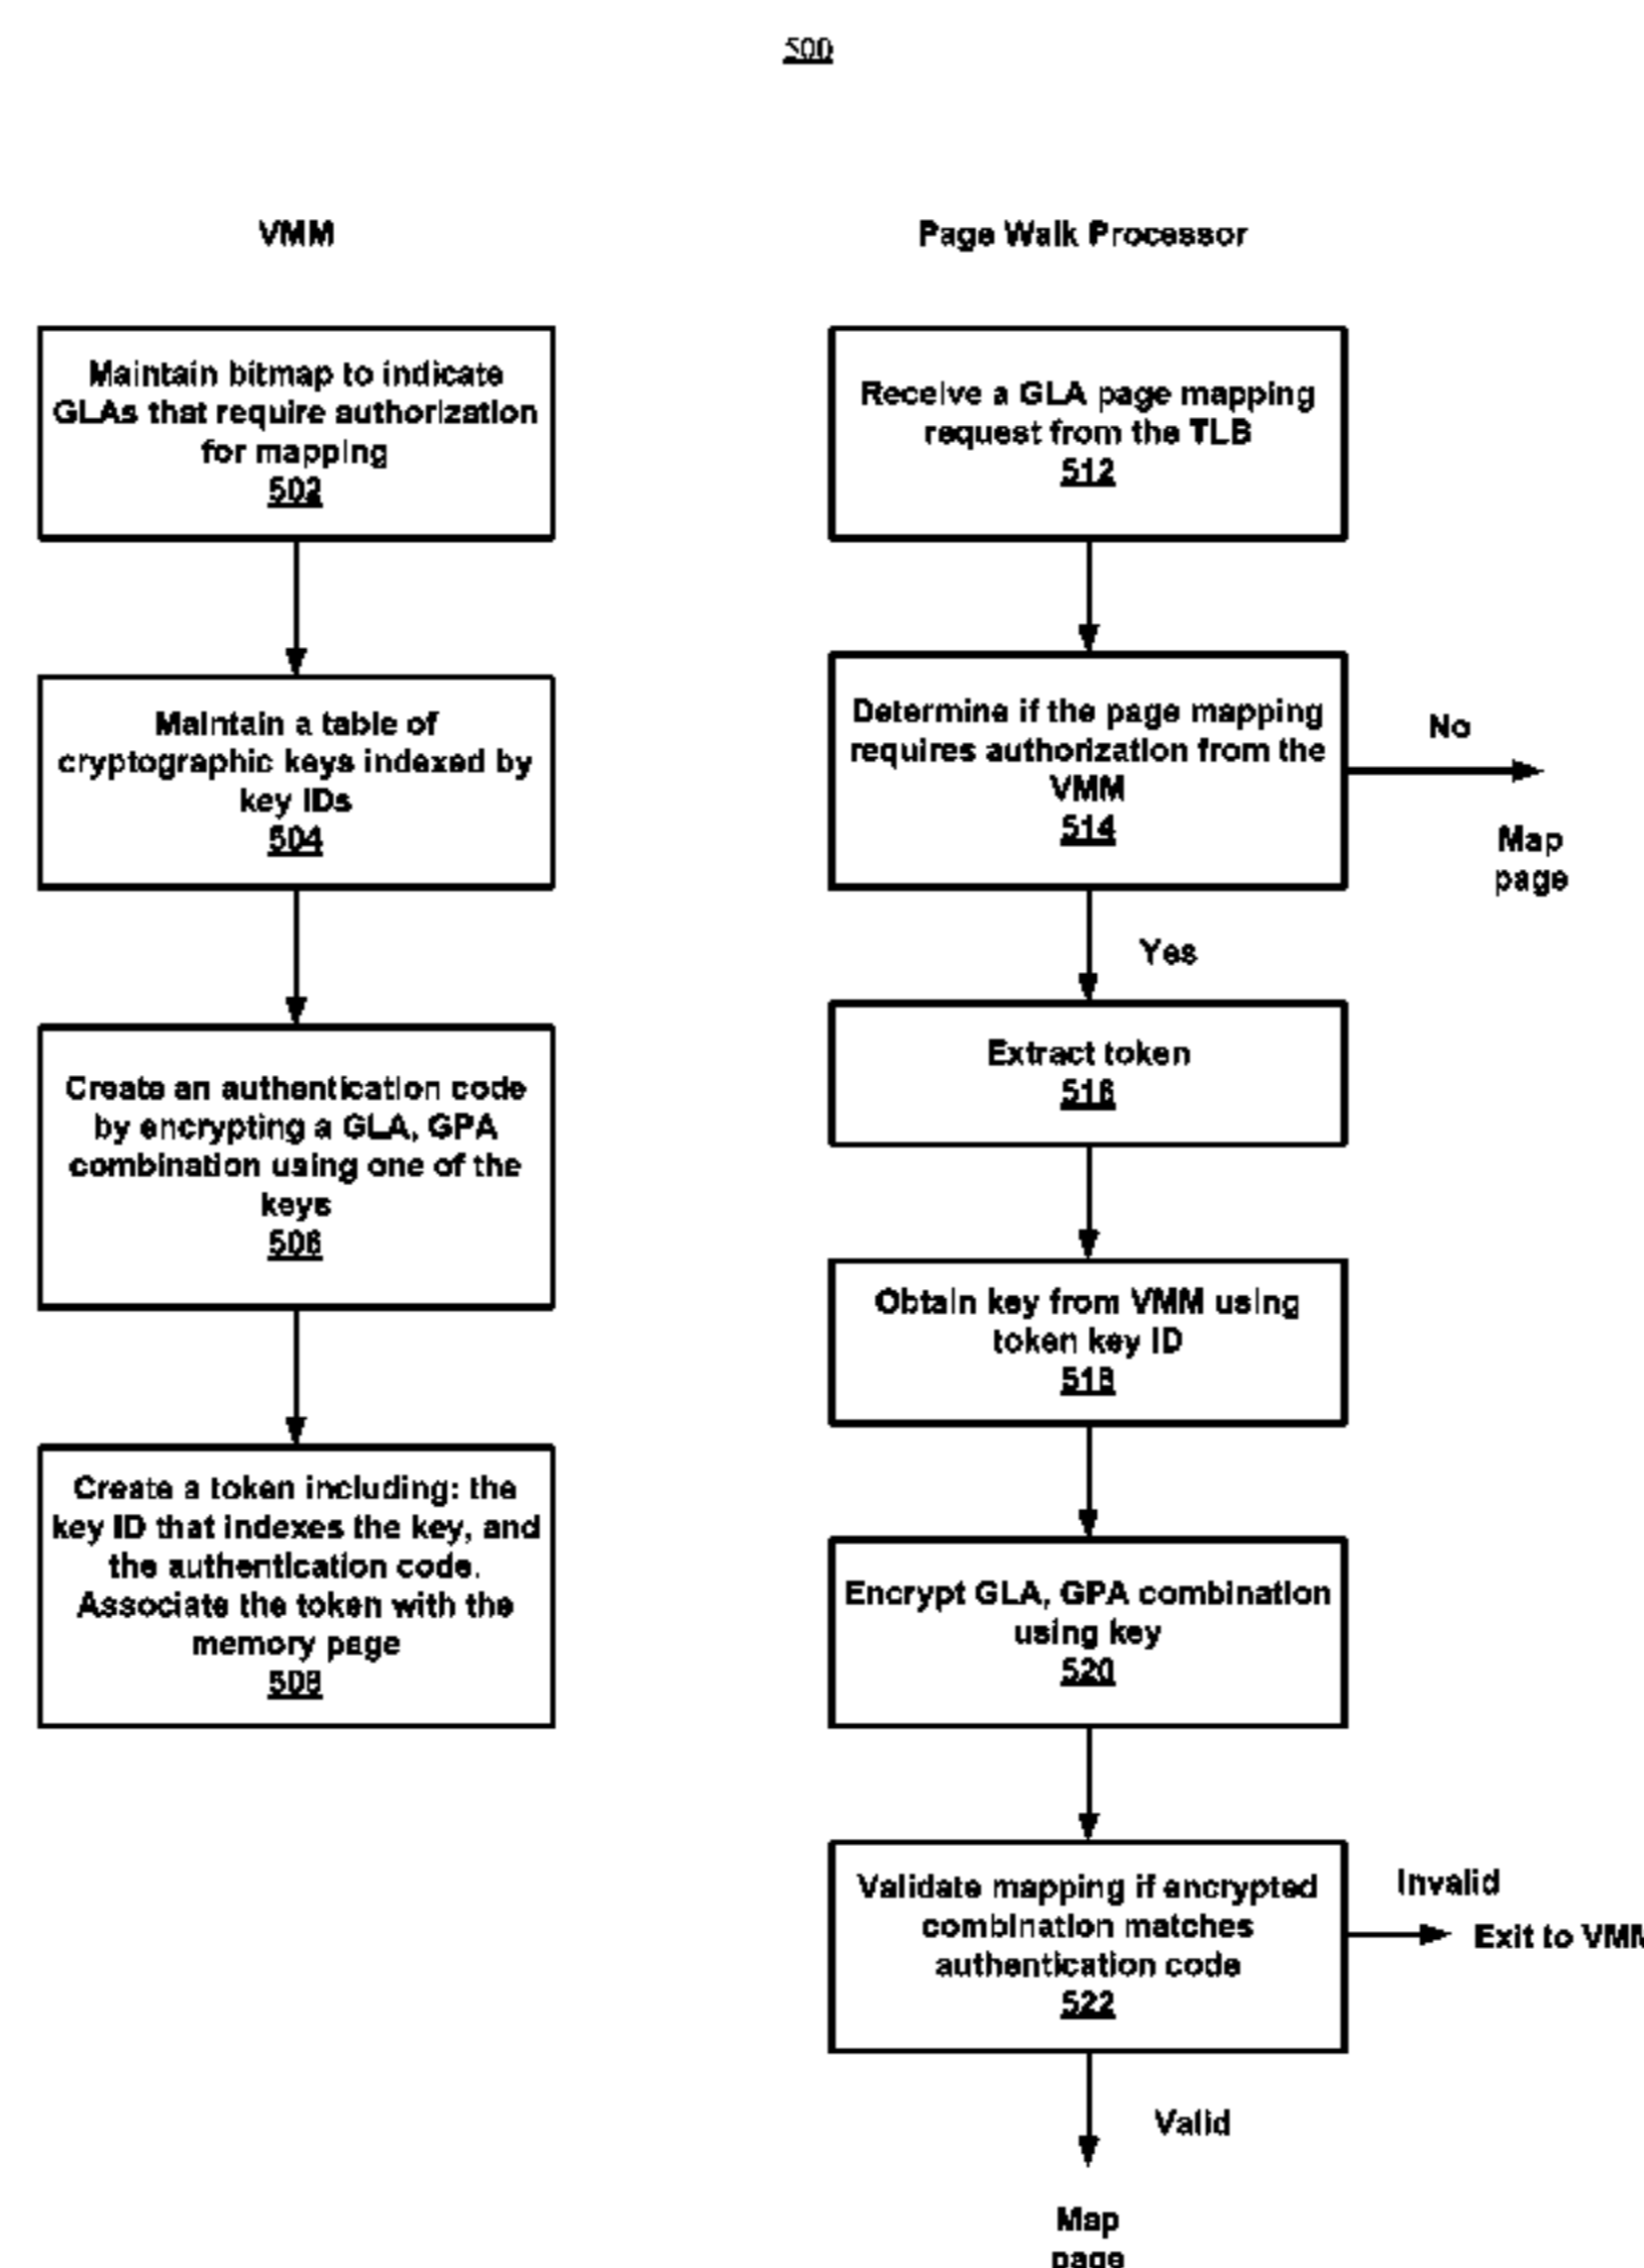 500
VMM
Maintain bitmap to indicate
GLAs that require authorization
for mapping
502
Maintain a table of
cryptographic keys indexed by
key IDs
504
Create an authentication code
by encrypting a GLA, GPA
combination using one of the
keys
506
Create a token including: the
key ID that indexes the key, and
the authentication code.
Associate the token with the
memory page
508
Page Walk Processor
Receive a GLA page mapping
request from the TLB
512
Determine if the page mapping
requires authorization from the
VMM
514
No
Map
page
Yes
Extract token
516
Obtain key from VMM using
token key ID
518
Encrypt GLA, GPA combination
using key
520
Validate mapping if encrypted
combination matches
authentication code
522
Invalid
Exit to VMM
Valid
Map
page